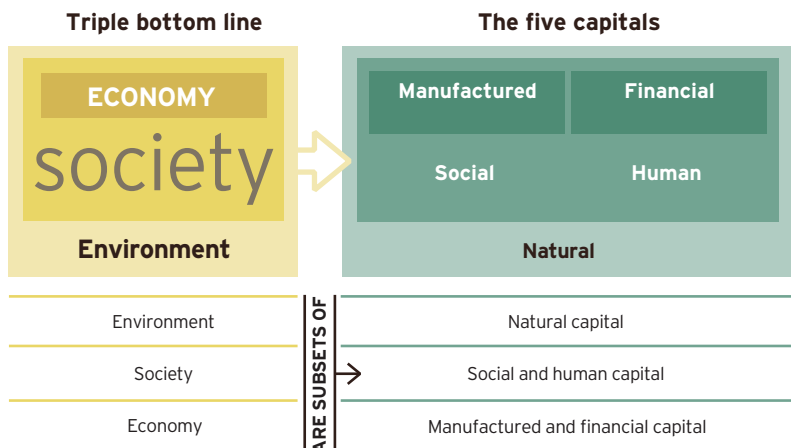 Triple bottom line
ECONOMY
society
Environment
The five capitals
Manufactured Financial
Social Human
Natural
Environment
Society
Economy
ARE SUBSETS OF
Natural capital
Social and human capital
Manufactured and financial capital